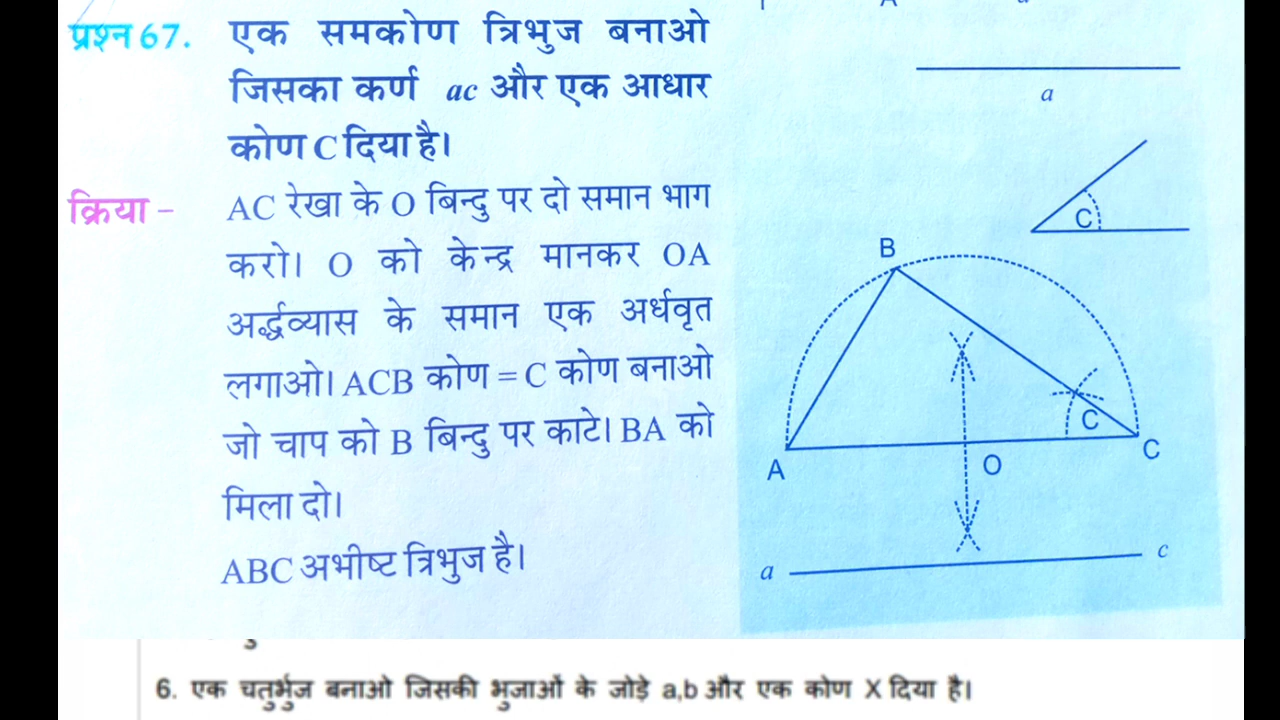 प्रश्न 67. एक समकोण त्रिभुज बनाओ
जिसका कर्ण ac और एक आधार
कोण C दिया है।
क्रिया - AC रेखा के O बिन्दु पर दो समान भाग
करो। O को केन्द्र मानकर OA
अर्द्धव्यास के समान एक अर्धवृत
लगाओ। ACB कोण = C कोण बनाओ
जो चाप को B बिन्दु पर काटे। BA को
मिला दो।
ABC अभीष्ट त्रिभुज है।
a
C
B
C
A
O
C
a
c
6. एक चतुर्भुज बनाओ जिसकी भुजाओं के जोड़े a,b और एक कोण X दिया है।